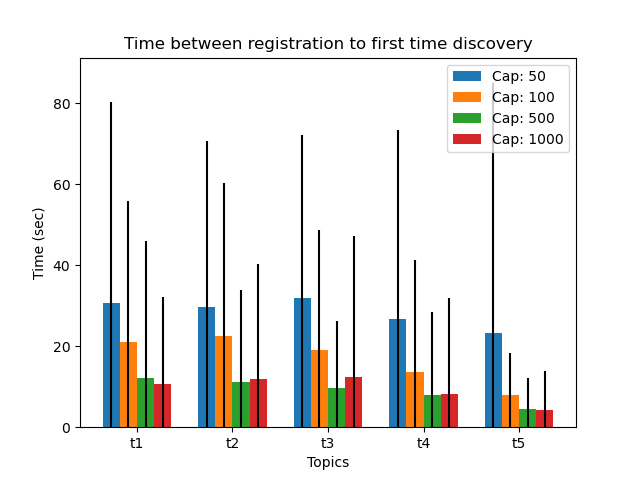 Time between registration to first time discovery
Cap: 50
Cap: 100
Cap: 500
Cap: 1000
80
60
40
20
0
Time (sec)
t1 t2 t3 t4 t5
Topics